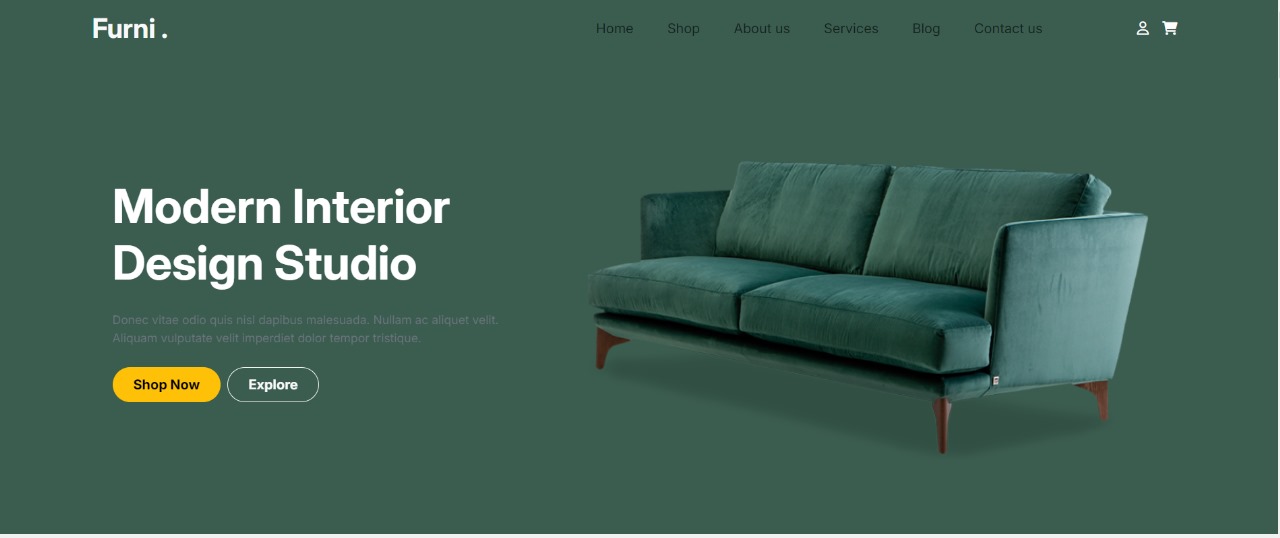 Furni .
Home Shop About us Services Blog Contact us
Modern Interior
Design Studio
Donec vitae odio quis nisl dapibus malesuada. Nullam ac aliquet velit.
Aliquam vulputate velit imperdiet dolor tempor tristique.
Shop Now Explore